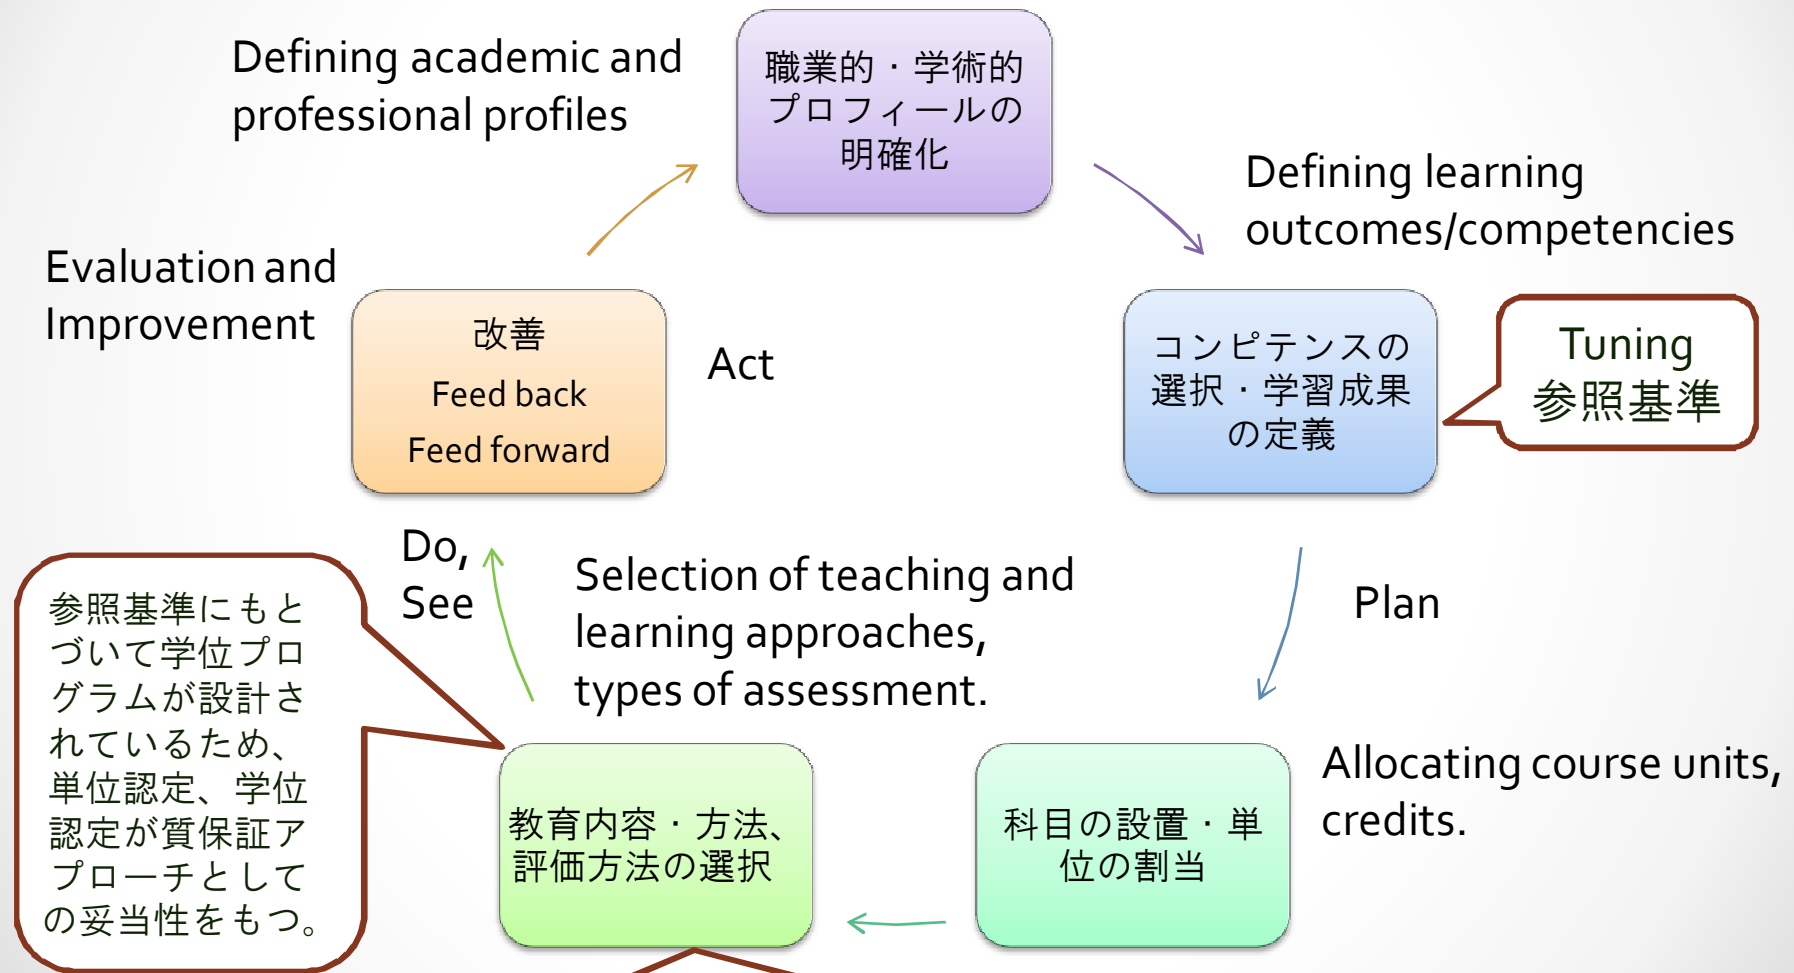 Defining academic and
professional profiles
職業的・学術的
プロフィールの
明確化
Defining learning
outcomes/competencies
Evaluation and
Improvement
改善
Feed back
Feed forward
Act
コンピテンスの
選択・学習成果
の定義
Tuning
参照基準
Do,
See
Selection of teaching and
learning approaches,
types of assessment.
Plan
参照基準にもと
づいて学位プロ
グラムが設計さ
れているため、
単位認定、学位
認定が質保証ア
プローチとして
の妥当性をもつ。
教育内容・方法、
評価方法の選択
科目の設置・単
位の割当
Allocating course units,
credits.